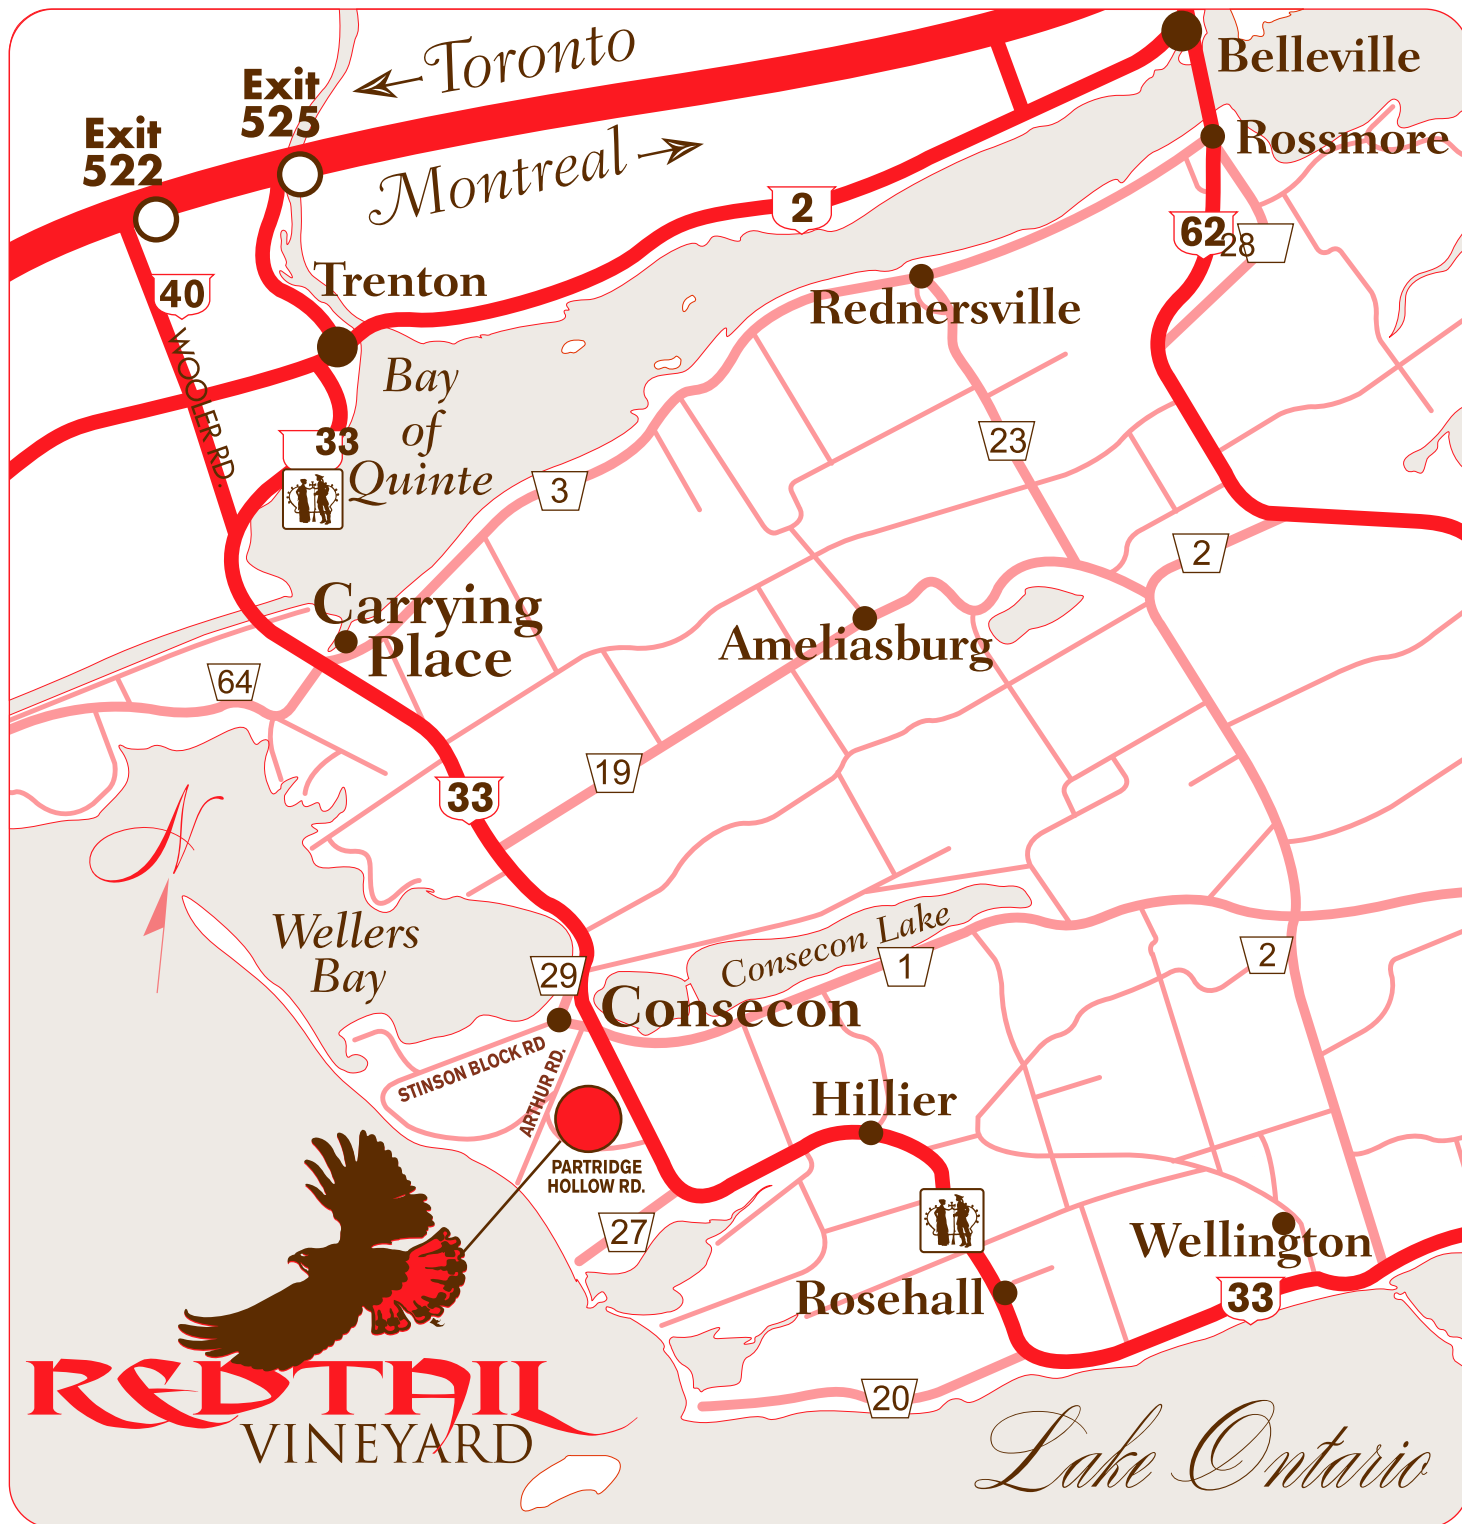 Toronto
Belleville
Exit
525
Exit
522
Rossmore
Montreal
2
62
28
Trenton
40
Rednersville
WOOLER RD.
Bay
of
Quinte
33
23
3
2
Carrying
Place
Ameliasburg
64
19
33
N
Wellers
Bay
Consecon Lake
1
2
29
Consecon
STINSON BLOCK RD
ARTHUR RD.
Hillier
PARTRIDGE
HOLLOW RD.
27
Wellington
Rosehall
33
REDTAIL
VINEYARD
20
Lake Ontario